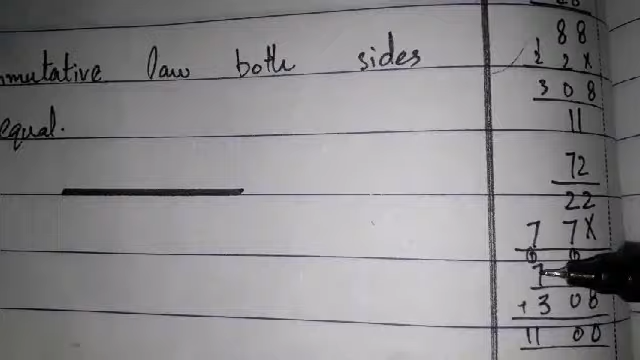 mmutative law both sides
equal.
88
2 2 x
3 0 8
11
72
22
7 7 x
+ 3 0 8
11 0 0